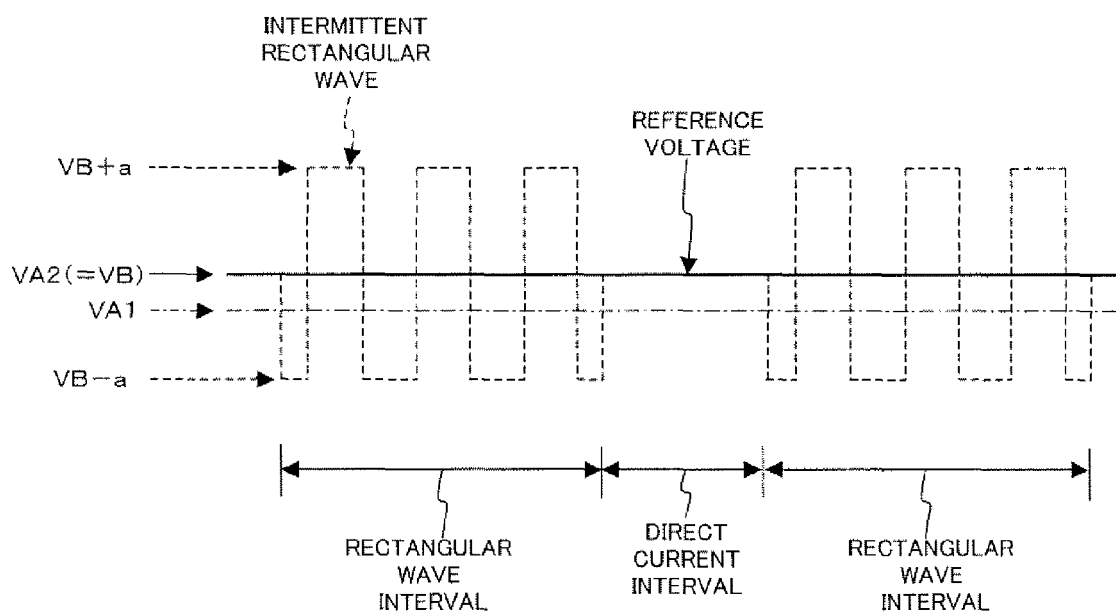 INTERMITTENT
RECTANGULAR
WAVE
REFERENCE
VOLTAGE
VB+a
VA2(=VB)
VA1
VB−a
RECTANGULAR
WAVE
INTERVAL
DIRECT
CURRENT
INTERVAL
RECTANGULAR
WAVE
INTERVAL